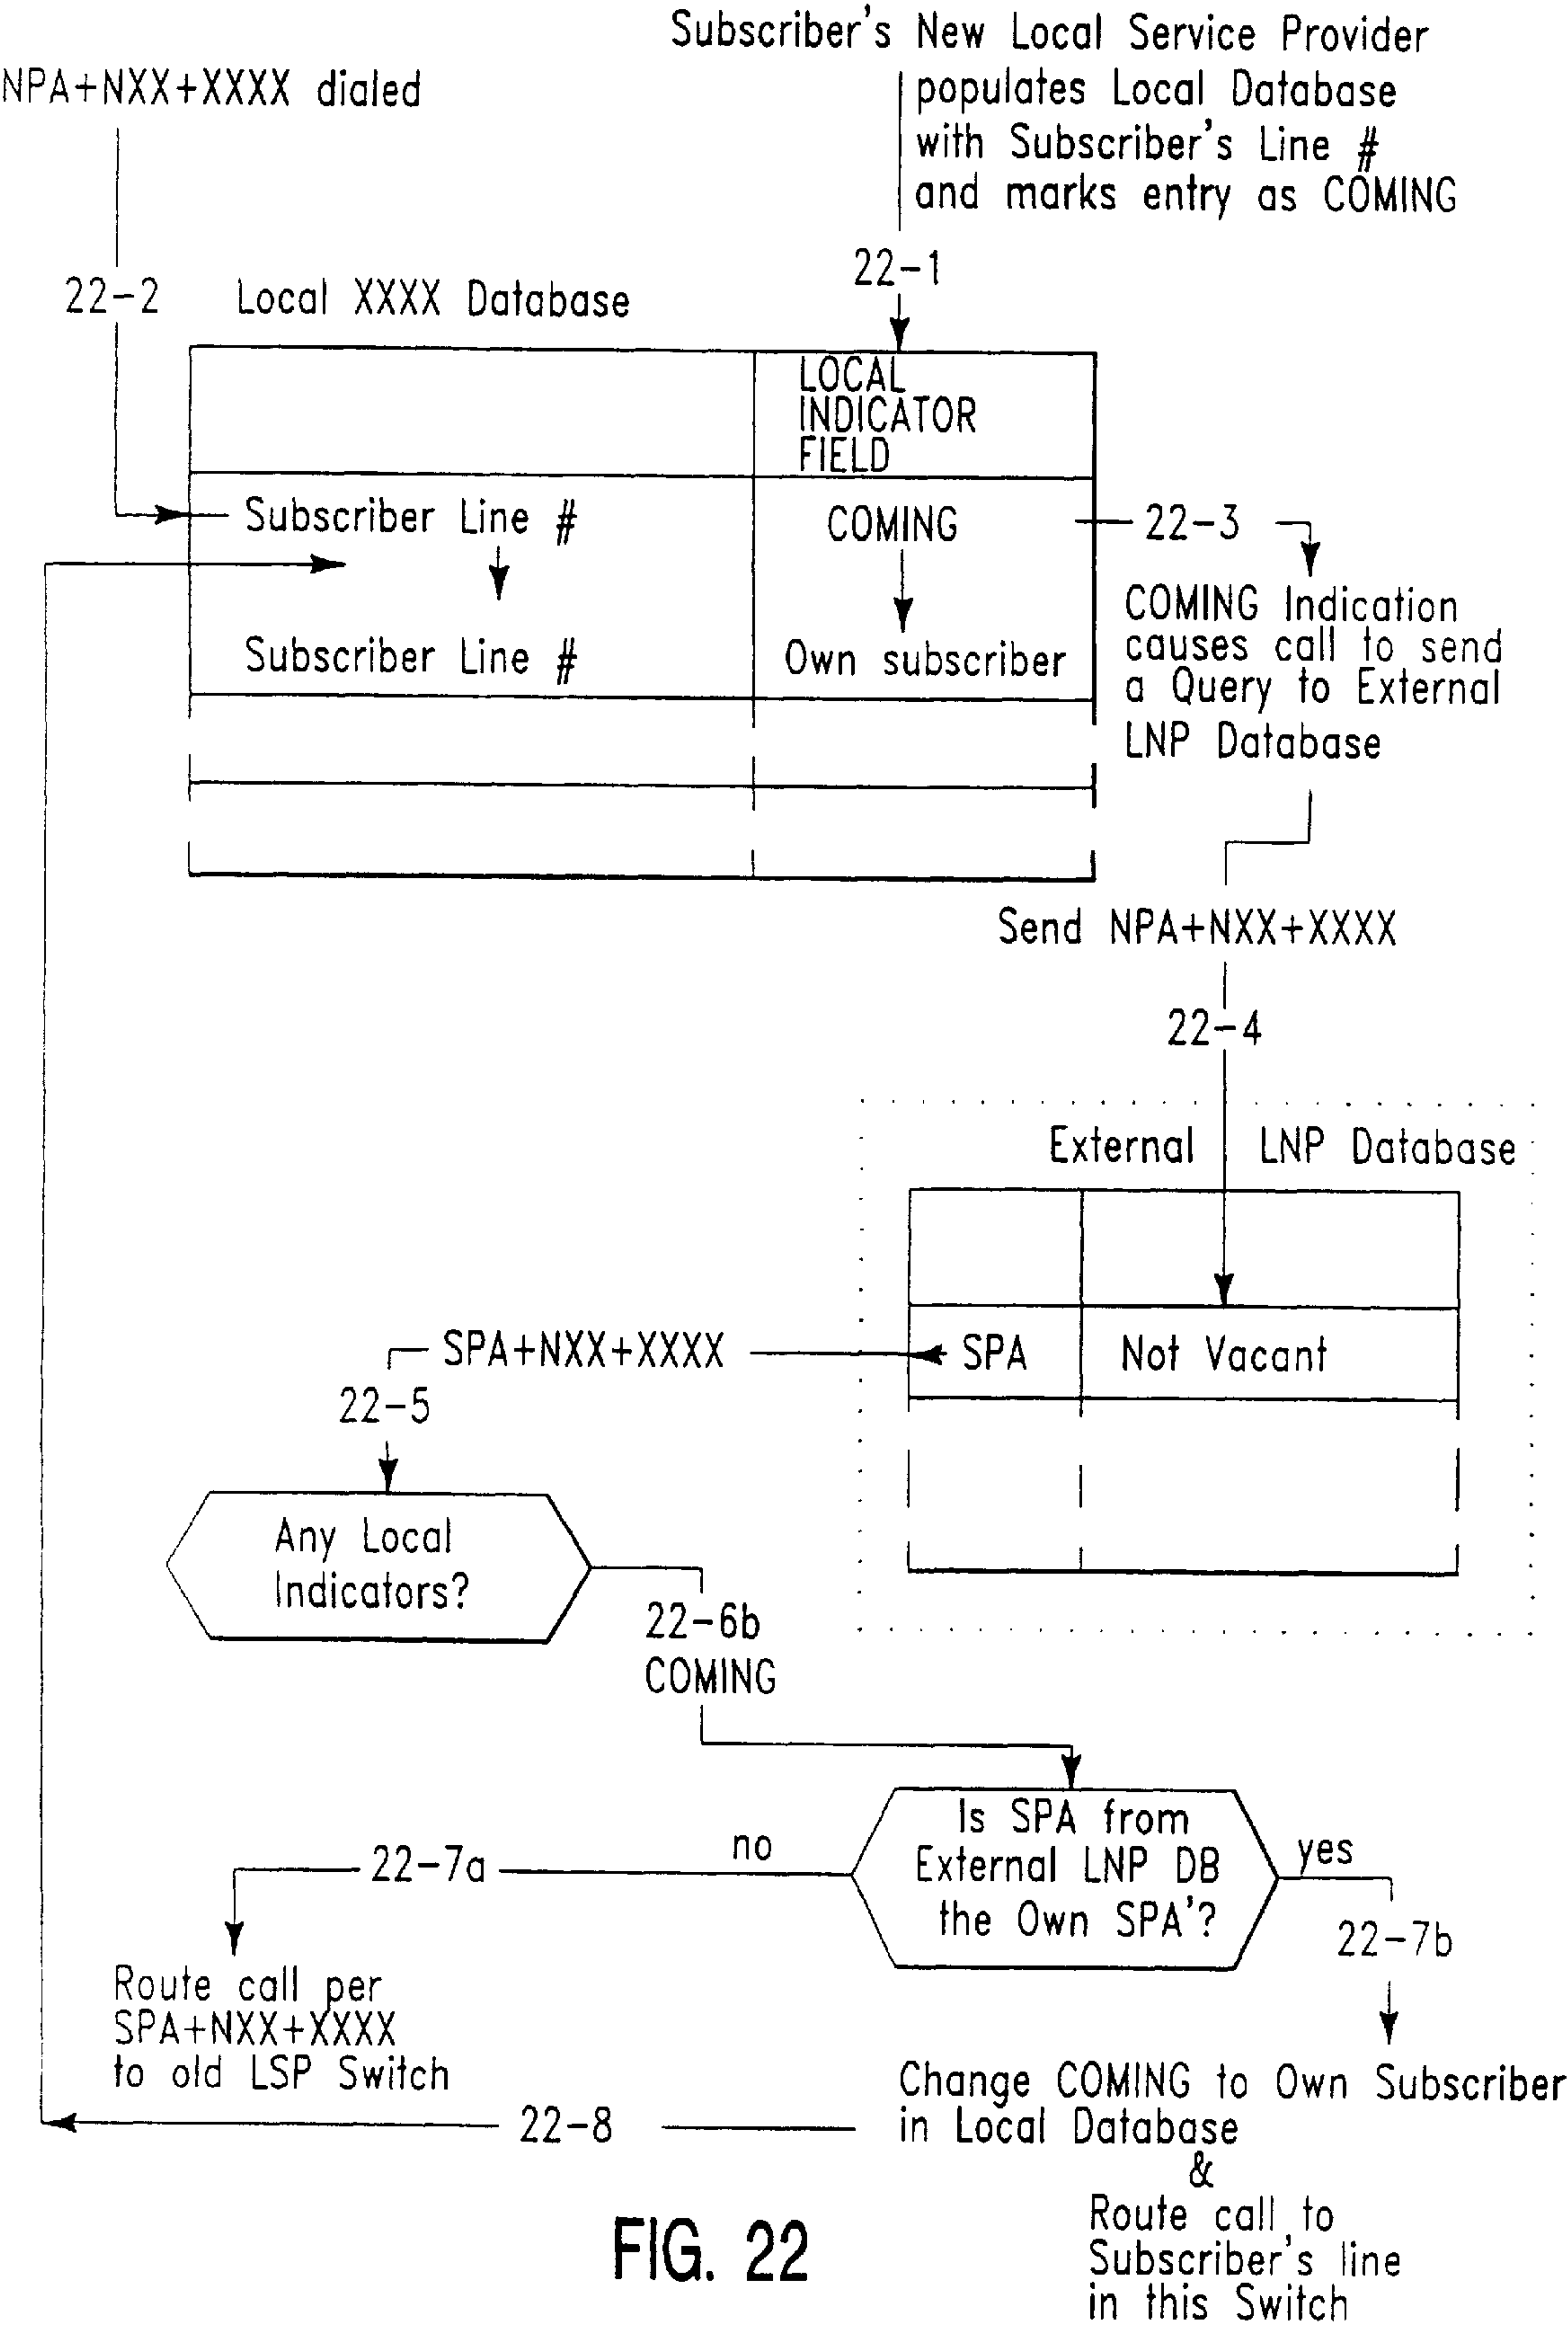 Subscriber's New Local Service Provider
populates Local Database
with Subscriber's Line #
and marks entry as COMING
NPA+NXX+XXXX dialed
22-1
22-2
Local XXXX Database
LOCAL
INDICATOR
FIELD
Subscriber Line #
COMING
22-3
Subscriber Line #
Own subscriber
COMING Indication
causes call to send
a Query to External
LNP Database
Send NPA+NXX+XXXX
22-4
External LNP Database
SPA+NXX+XXXX
SPA
Not Vacant
22-5
Any Local
Indicators?
22-6b
COMING
Is SPA from
External LNP DB
the Own SPA'?
no
yes
22-7a
22-7b
Route call per
SPA+NXX+XXXX
to old LSP Switch
Change COMING to Own Subscriber
in Local Database
&
Route call to
Subscriber's line
in this Switch
22-8
FIG. 22